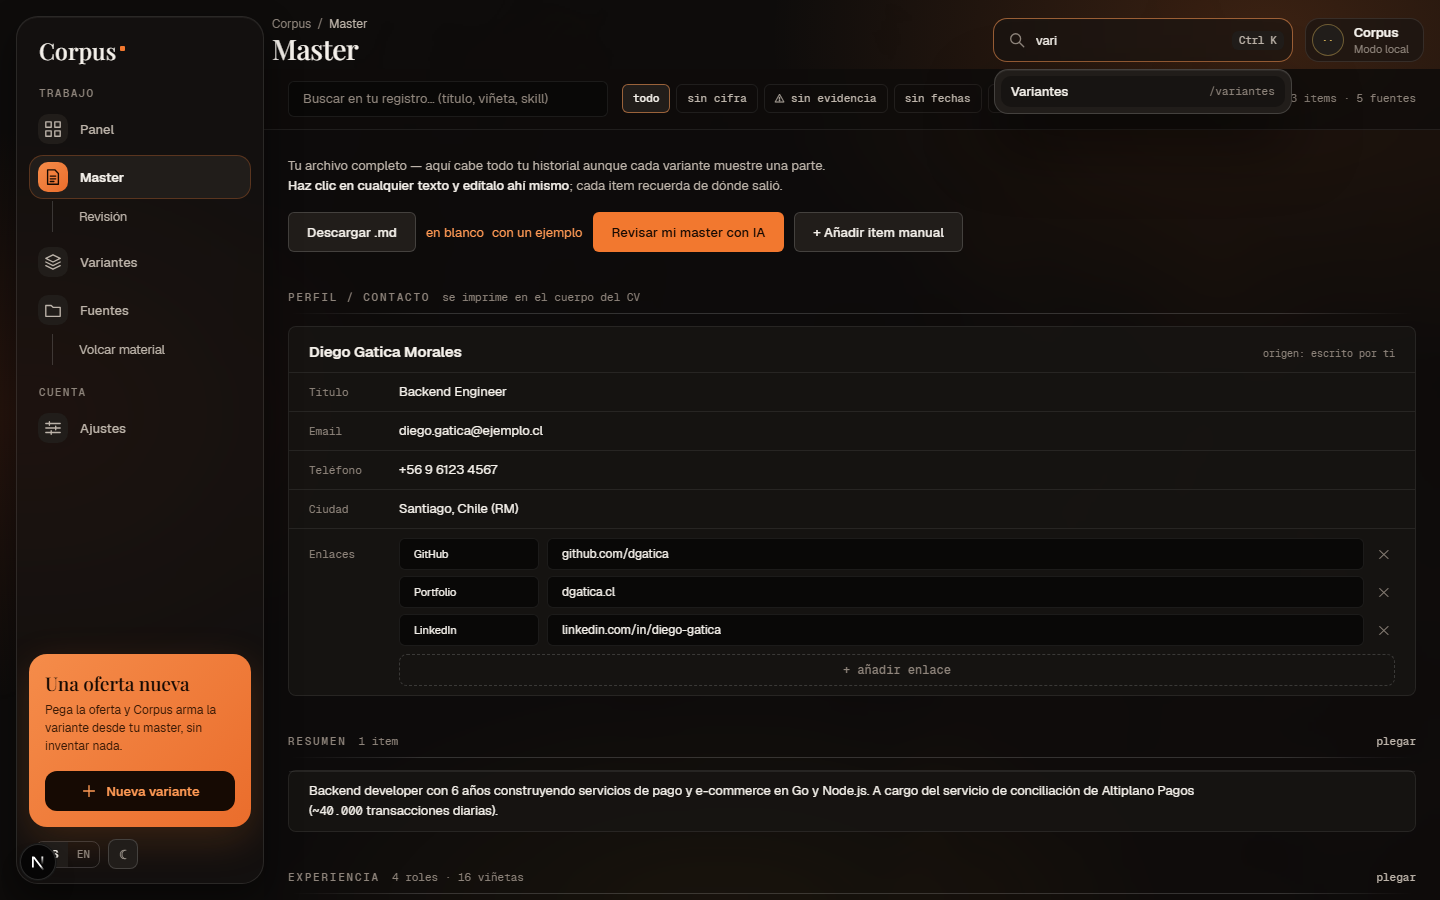 Corpus
TRABAJO
Panel
Master
Revisión
Variantes
Fuentes
Volcar material
CUENTA
Ajustes
Una oferta nueva
Pega la oferta y Corpus arma la
variante desde tu master, sin
inventar nada.
+ Nueva variante
EN
Corpus / Master
Master
vari
Ctrl K
Corpus
Modo local
Variantes /variantes
Buscar en tu registro… (título, viñeta, skill)
todo
sin cifra
⚠ sin evidencia
sin fechas
3 items · 5 fuentes
Tu archivo completo — aquí cabe todo tu historial aunque cada variante muestre una parte.
Haz clic en cualquier texto y edítalo ahí mismo; cada item recuerda de dónde salió.
Descargar .md
en blanco
con un ejemplo
Revisar mi master con IA
+ Añadir item manual
PERFIL / CONTACTO se imprime en el cuerpo del CV
Diego Gatica Morales
origen: escrito por ti
Título Backend Engineer
Email diego.gatica@ejemplo.cl
Teléfono +56 9 6123 4567
Ciudad Santiago, Chile (RM)
Enlaces GitHub github.com/dgatica
Portfolio dgatica.cl
LinkedIn linkedin.com/in/diego-gatica
+ añadir enlace
RESUMEN 1 item plegar
Backend developer con 6 años construyendo servicios de pago y e-commerce en Go y Node.js. A cargo del servicio de conciliación de Altiplano Pagos
(~40.000 transacciones diarias).
EXPERIENCIA 4 roles · 16 viñetas plegar